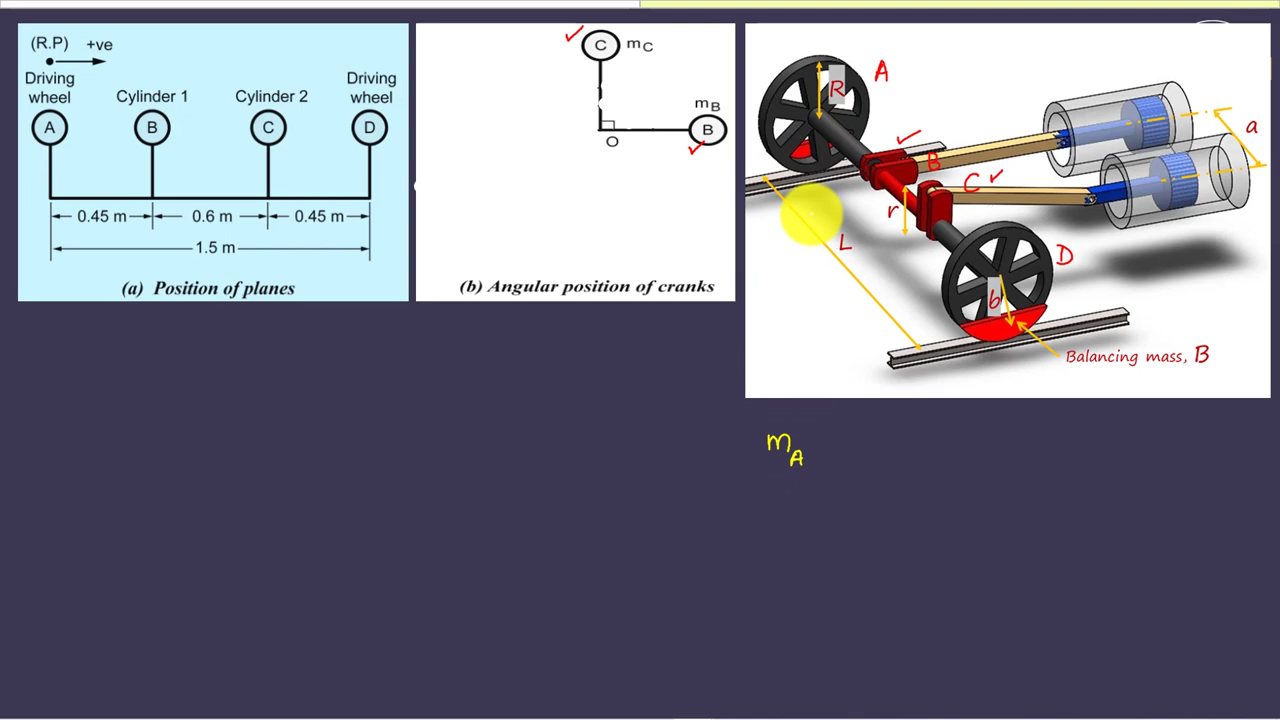 (R.P) +ve
Driving wheel
Cylinder 1
Cylinder 2
Driving wheel
A B C D
0.45 m 0.6 m 0.45 m
1.5 m
(a) Position of planes
C mC
mB
B
O
(b) Angular position of cranks
A
R
B
C
a
r
L
D
b
Balancing mass, B
mA